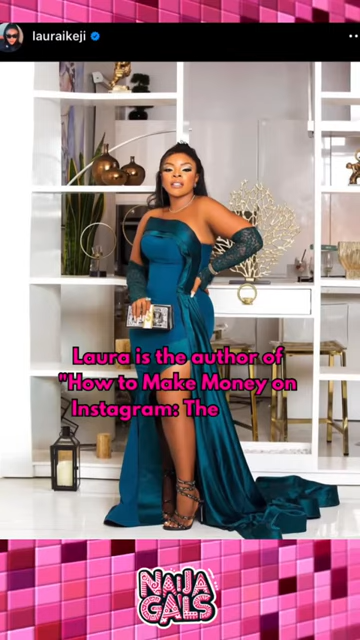 lauraikeji
Laura is the author of
"How to Make Money on
Instagram: The
NAIJA
GALS